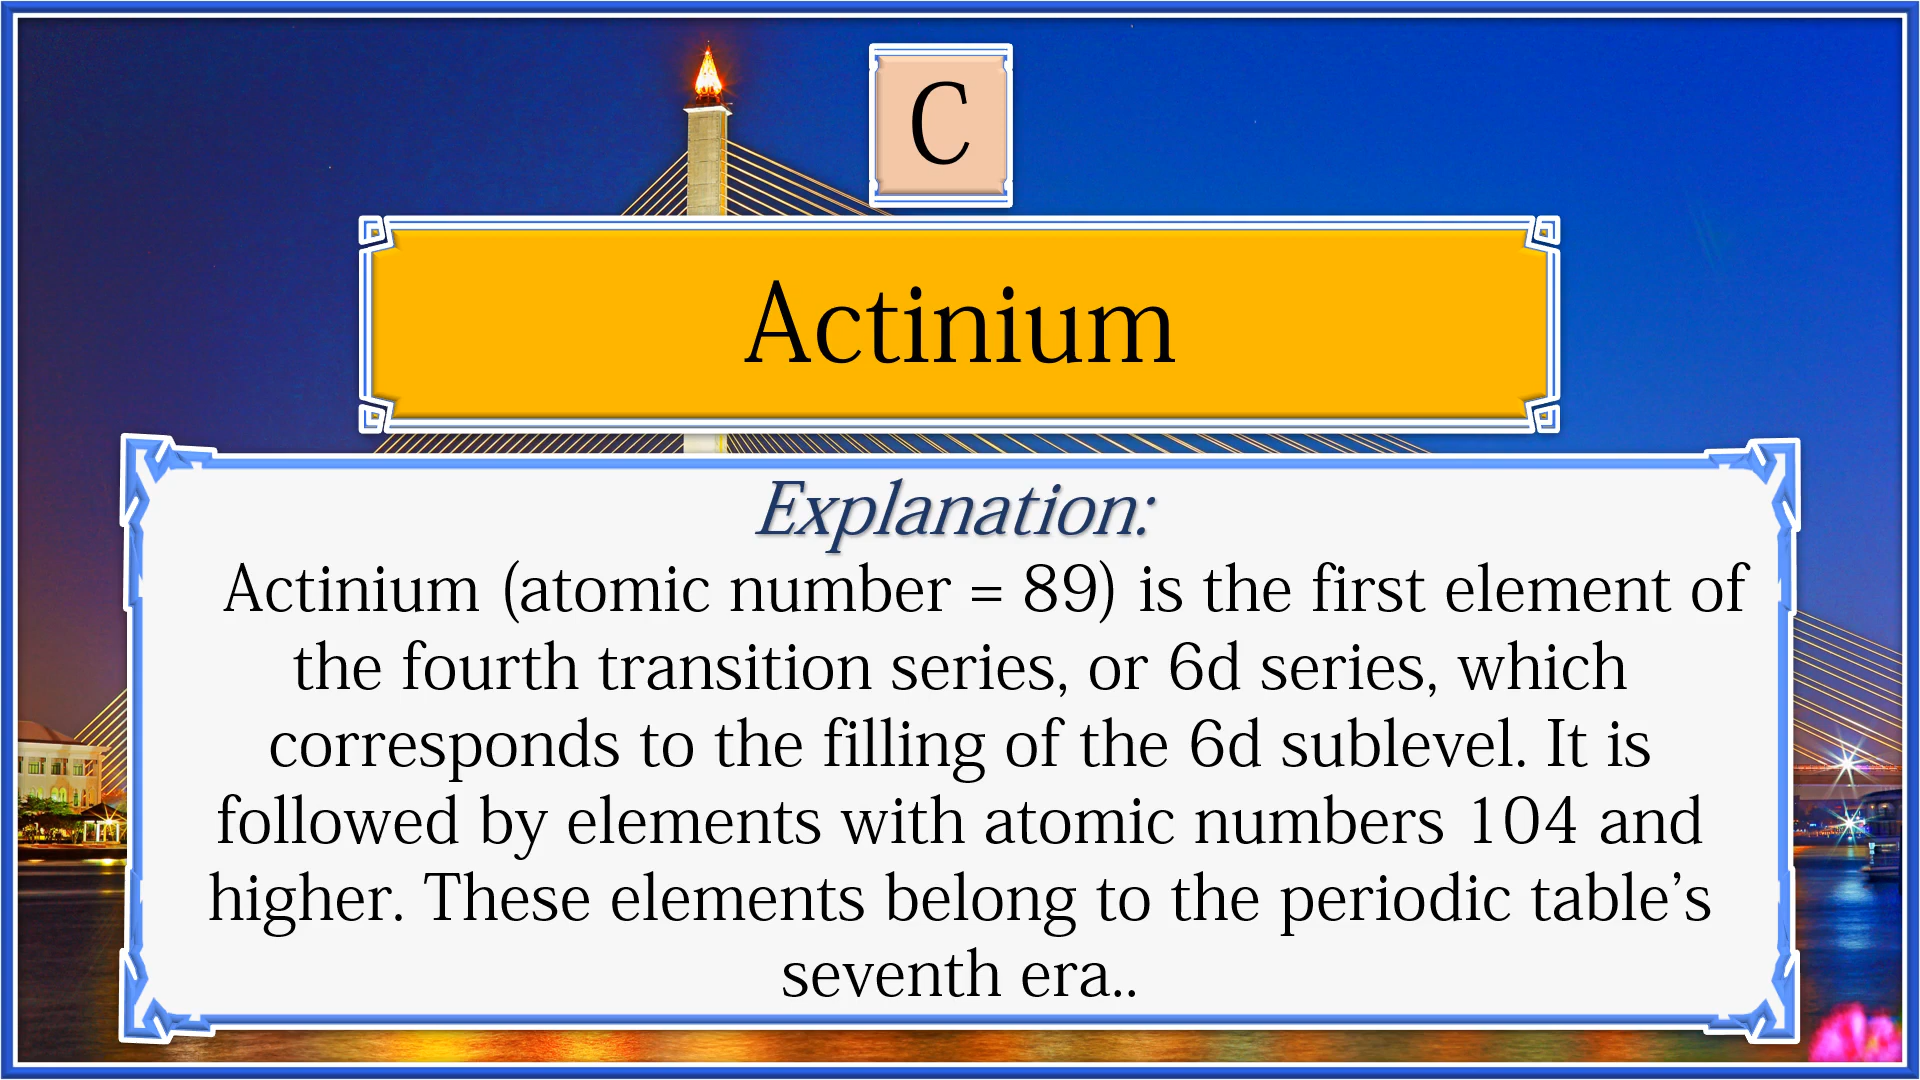 C
Actinium
Explanation:
Actinium (atomic number = 89) is the first element of
the fourth transition series, or 6d series, which
corresponds to the filling of the 6d sublevel. It is
followed by elements with atomic numbers 104 and
higher. These elements belong to the periodic table’s
seventh era..